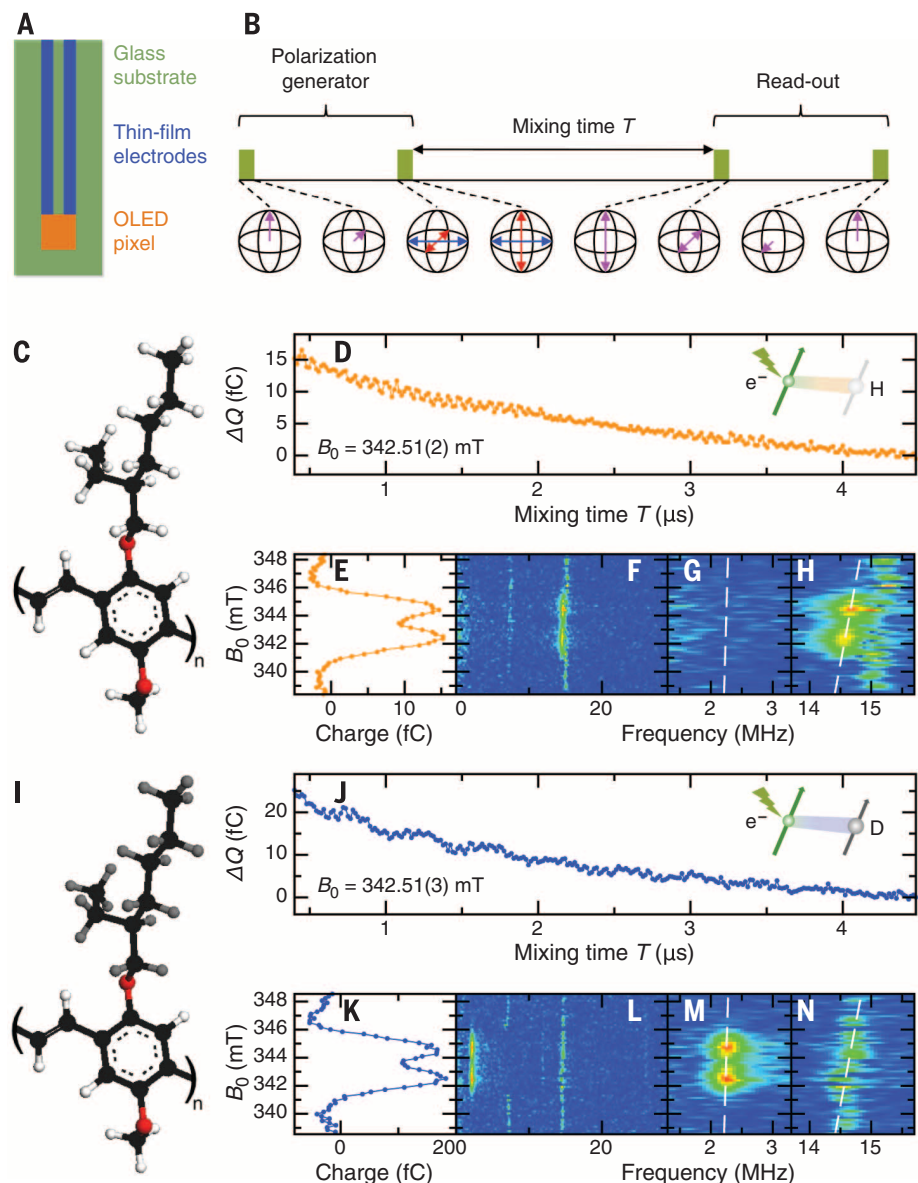 A
Glass
substrate
Thin-film
electrodes
OLED
pixel
B
Polarization
generator
Read-out
Mixing time T
C
n
D
ΔQ (fC)
15
10
5
0
B0 = 342.51(2) mT
e−
H
1 2 3 4
Mixing time T (μs)
E
F
G
H
B0 (mT)
348
346
344
342
340
0 10
0 20
2 3
14 15
Charge (fC)
Frequency (MHz)
I
n
J
ΔQ (fC)
20
10
0
B0 = 342.51(3) mT
e−
D
1 2 3 4
Mixing time T (μs)
K
L
M
N
B0 (mT)
348
346
344
342
340
0 200
20
2 3
14 15
Charge (fC)
Frequency (MHz)